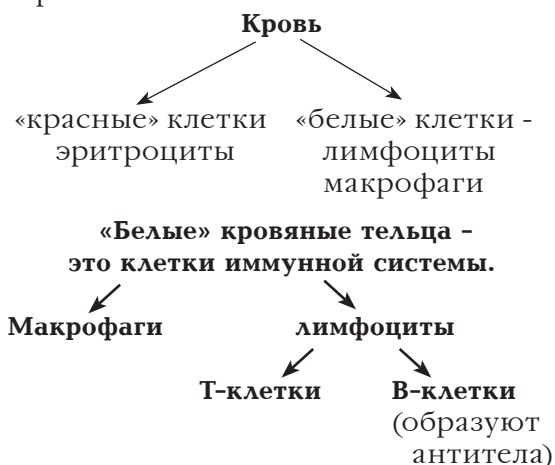 Кровь
«красные» клетки «белые» клетки -
эритроциты лимфоциты
макрофаги
«Белые» кровяные тельца –
это клетки иммунной системы.
Макрофаги лимфоциты
Т-клетки В-клетки
(образуют
антитела)